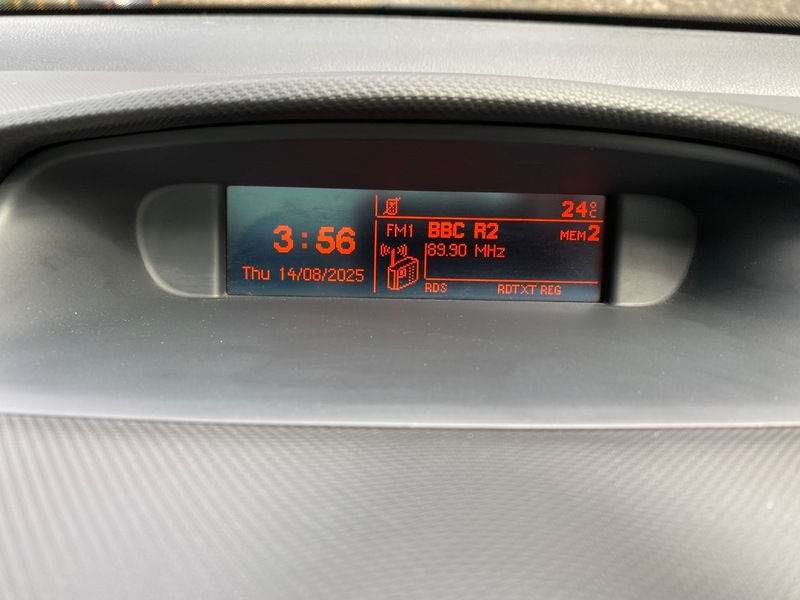 3:56
Thu 14/08/2025
24°C
FM1 BBC R2 MEM2
89.90 MHz
RDS RDTXT REG